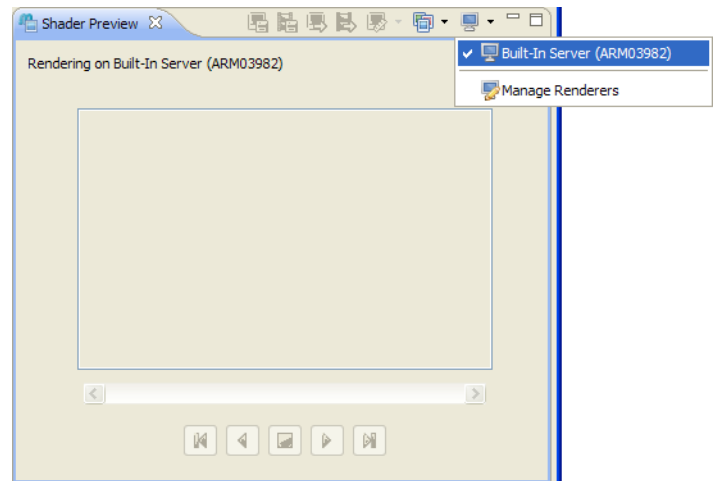 Shader Preview
Rendering on Built-In Server (ARM03982)
Built-In Server (ARM03982)
Manage Renderers